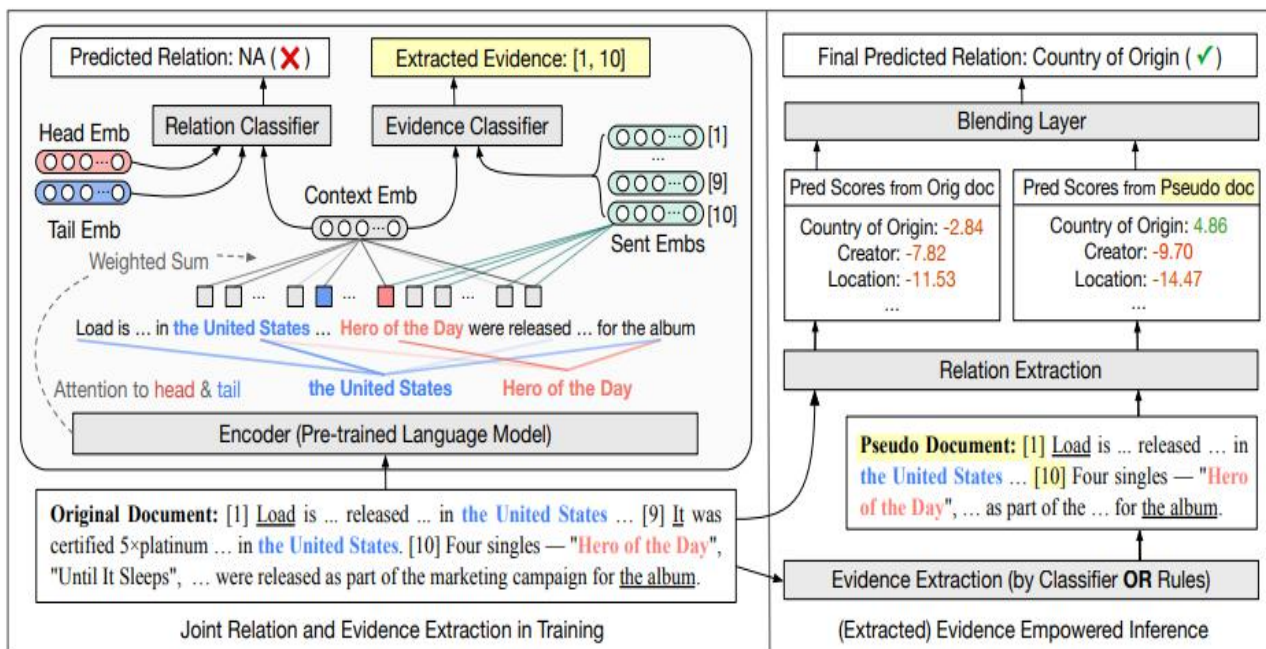 Predicted Relation: NA (✗)
Extracted Evidence: [1, 10]
Relation Classifier
Evidence Classifier
Head Emb
Tail Emb
Context Emb
[1]
...
[9]
[10]
Sent Embs
Weighted Sum
... ... ...
Load is ... in the United States ... Hero of the Day were released ... for the album
Attention to head & tail
the United States
Hero of the Day
Encoder (Pre-trained Language Model)
Original Document: [1] Load is ... released ... in the United States ... [9] It was
certified 5×platinum ... in the United States. [10] Four singles — "Hero of the Day",
"Until It Sleeps", ... were released as part of the marketing campaign for the album.
Joint Relation and Evidence Extraction in Training
Final Predicted Relation: Country of Origin (✓)
Blending Layer
Pred Scores from Orig doc
Country of Origin: -2.84
Creator: -7.82
Location: -11.53
...
Pred Scores from Pseudo doc
Country of Origin: 4.86
Creator: -9.70
Location: -14.47
...
Relation Extraction
Pseudo Document: [1] Load is ... released ... in
the United States ... [10] Four singles — "Hero
of the Day", ... as part of the ... for the album.
Evidence Extraction (by Classifier OR Rules)
(Extracted) Evidence Empowered Inference